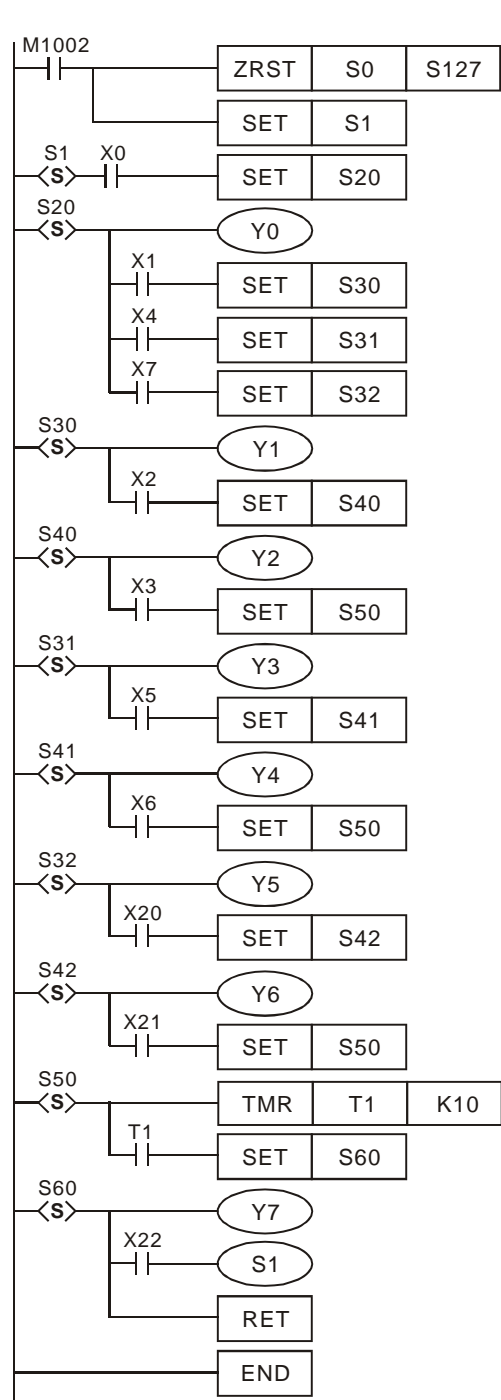 M1002
ZRST S0 S127
SET S1
S1 X0
S SET S20
S20
S Y0
X1
SET S30
X4
SET S31
X7
SET S32
S30
S Y1
X2
SET S40
S40
S Y2
X3
SET S50
S31
S Y3
X5
SET S41
S41
S Y4
X6
SET S50
S32
S Y5
X20
SET S42
S42
S Y6
X21
SET S50
S50
S TMR T1 K10
T1
SET S60
S60
S Y7
X22
S1
RET
END